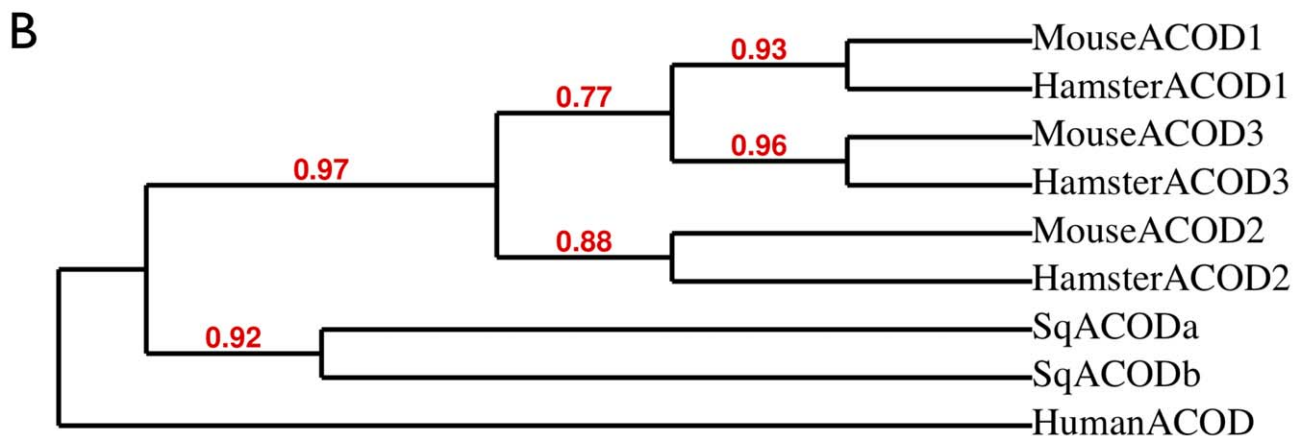 B
MouseACOD1
0.93
HamsterACOD1
0.77
MouseACOD3
0.96
HamsterACOD3
0.97
MouseACOD2
0.88
HamsterACOD2
SqACODa
0.92
SqACODb
HumanACOD